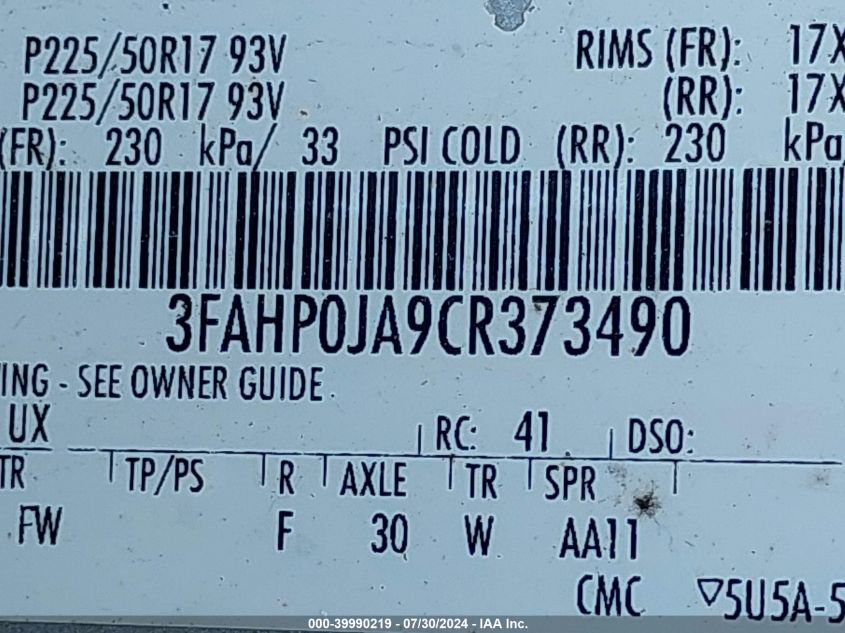 P225/50R17 93V RIMS (FR): 17X
P225/50R17 93V (RR): 17X
(FR): 230 kPa/ 33 PSI COLD (RR): 230 kPa/
3FAHP0JA9CR373490
ING - SEE OWNER GUIDE
UX RC: 41 DSO:
TR TP/PS R AXLE TR SPR
FW F 30 W AA11
CMC ▽5U5A-5
000-39990219 / 07/30/2024 - IAA Inc.